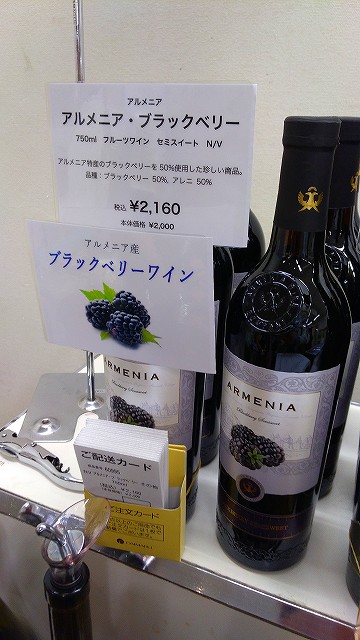 アルメニア
アルメニア・ブラックベリー
750ml フルーツワイン セミスイート N/V
アルメニア特産のブラックベリーを50%使用した珍しい商品。
品種：ブラックベリー 50%, アレニ 50%
税込 ¥2,160
本体価格 ¥2,000
アルメニア産
ブラックベリーワイン
ARMENIA
ARMENIA
ご配送カード
750ml
ご注文カード